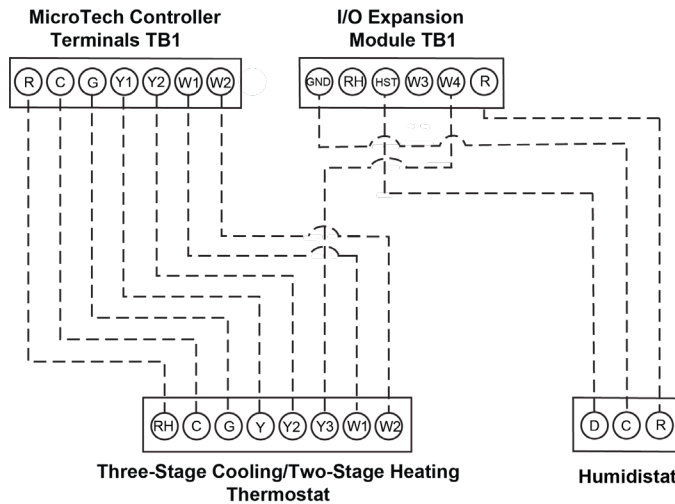 MicroTech Controller
Terminals TB1
I/O Expansion
Module TB1
R C G Y1 Y2 W1 W2
GND RH HST W3 W4 R
RH C G Y Y2 Y3 W1 W2
D C R
Three-Stage Cooling/Two-Stage Heating
Thermostat
Humidistat